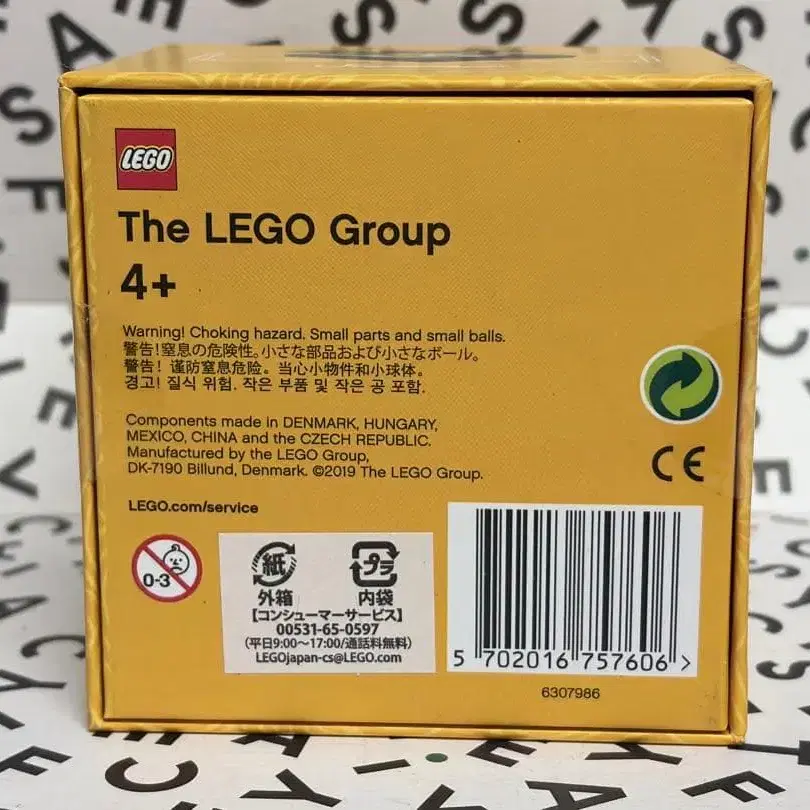 LEGO
The LEGO Group
4+
Warning! Choking hazard. Small parts and small balls.
警告!窒息の危険性。小さな部品および小さなボール。
警告! 谨防窒息危险。当心小物件和小球体。
경고! 질식 위험. 작은 부품 및 작은 공 포함.
Components made in DENMARK, HUNGARY,
MEXICO, CHINA and the CZECH REPUBLIC.
Manufactured by the LEGO Group,
DK-7190 Billund, Denmark. ©2019 The LEGO Group.
CE
LEGO.com/service
0-3
紙 プラ
外箱 内袋
【コンシューマーサービス】
00531-65-0597
(平日9:00〜17:00/通話料無料)
LEGOjapan-cs@LEGO.com
5 702016 757606 >
6307986